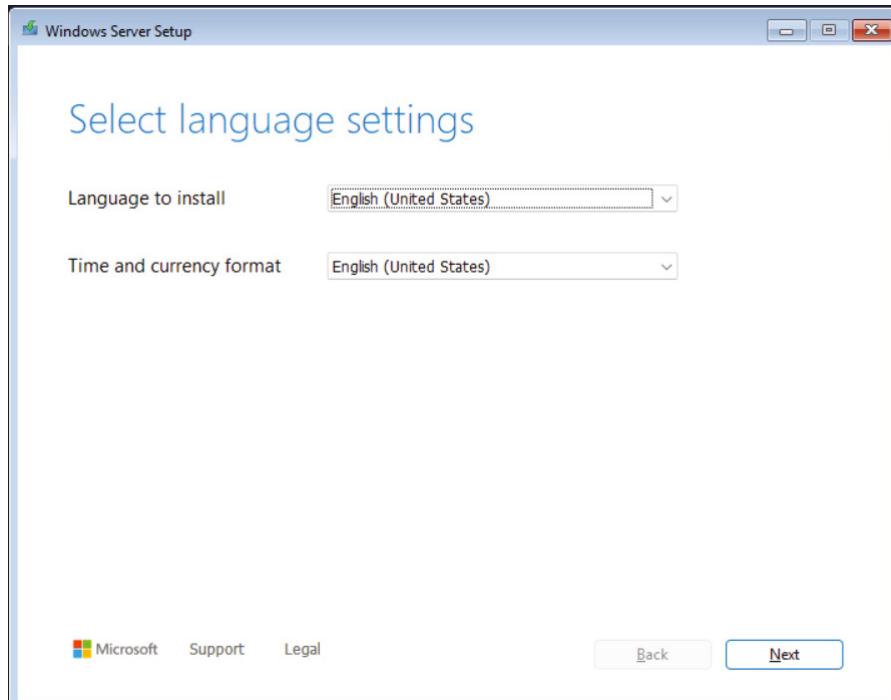 Windows Server Setup
Select language settings
Language to install English (United States)
Time and currency format English (United States)
Microsoft Support Legal Back Next